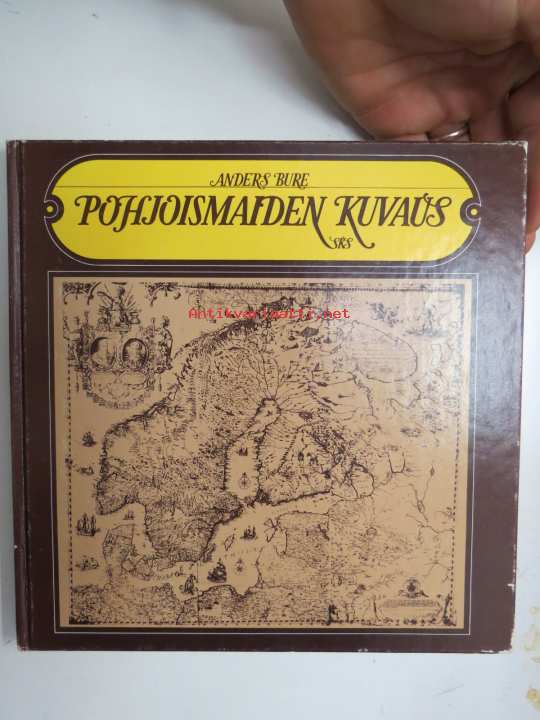 ANDERS BURE
POHJOISMAIDEN KUVAUS
SKS
Antikvariaatti.net